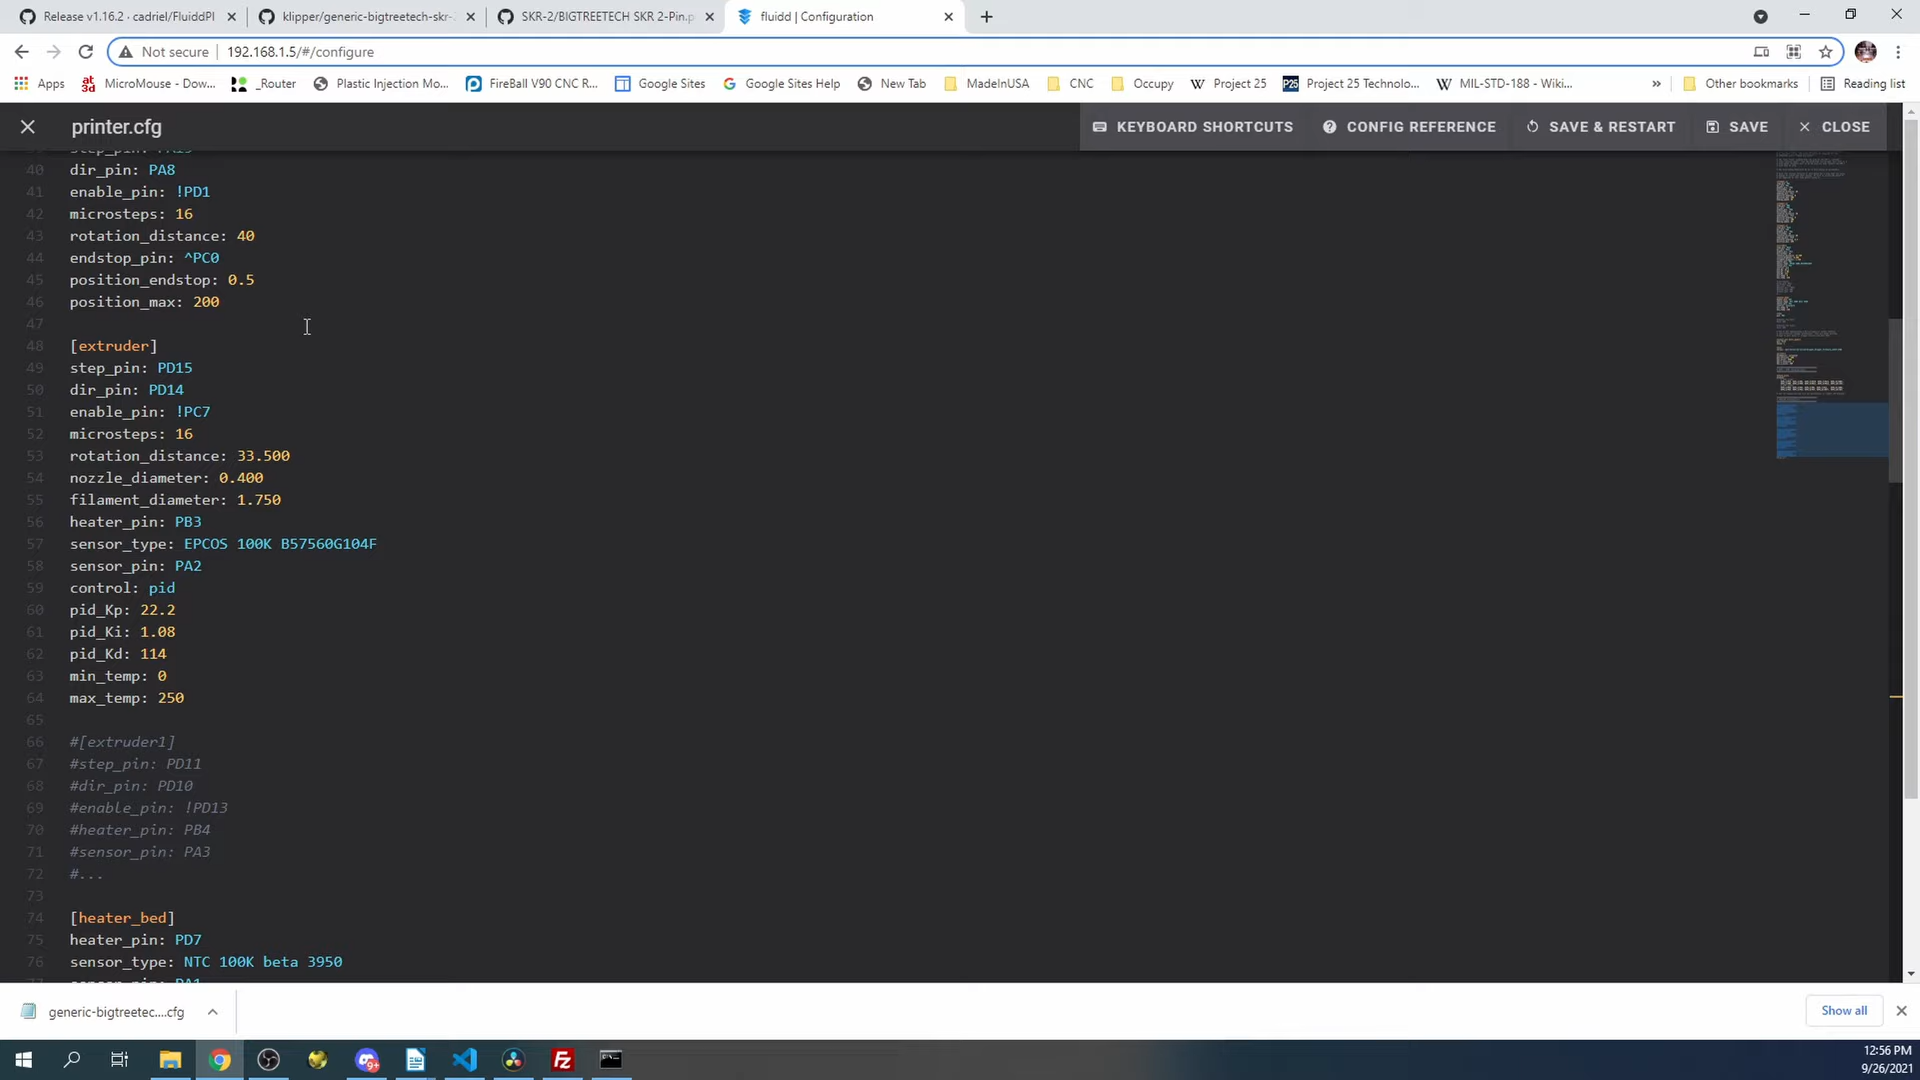 Release v1.16.2 · cadriel/FluiddPI
klipper/generic-bigtreetech-skr-
SKR-2/BIGTREETECH SKR 2-Pin.p
fluidd | Configuration
Not secure
192.168.1.5/#/configure
Apps
MicroMouse - Dow...
_Router
Plastic Injection Mo...
FireBall V90 CNC R...
Google Sites
Google Sites Help
New Tab
MadeInUSA
CNC
Occupy
Project 25
Project 25 Technolo...
MIL-STD-188 - Wiki...
»
Other bookmarks
Reading list
printer.cfg
KEYBOARD SHORTCUTS
CONFIG REFERENCE
SAVE & RESTART
SAVE
CLOSE
40 dir_pin: PA8
41 enable_pin: !PD1
42 microsteps: 16
43 rotation_distance: 40
44 endstop_pin: ^PC0
45 position_endstop: 0.5
46 position_max: 200
47
48 [extruder]
49 step_pin: PD15
50 dir_pin: PD14
51 enable_pin: !PC7
52 microsteps: 16
53 rotation_distance: 33.500
54 nozzle_diameter: 0.400
55 filament_diameter: 1.750
56 heater_pin: PB3
57 sensor_type: EPCOS 100K B57560G104F
58 sensor_pin: PA2
59 control: pid
60 pid_Kp: 22.2
61 pid_Ki: 1.08
62 pid_Kd: 114
63 min_temp: 0
64 max_temp: 250
65
66 #[extruder1]
67 #step_pin: PD11
68 #dir_pin: PD10
69 #enable_pin: !PD13
70 #heater_pin: PB4
71 #sensor_pin: PA3
72 #...
73
74 [heater_bed]
75 heater_pin: PD7
76 sensor_type: NTC 100K beta 3950
generic-bigtreetec....cfg
Show all
9+
12:56 PM
9/26/2021